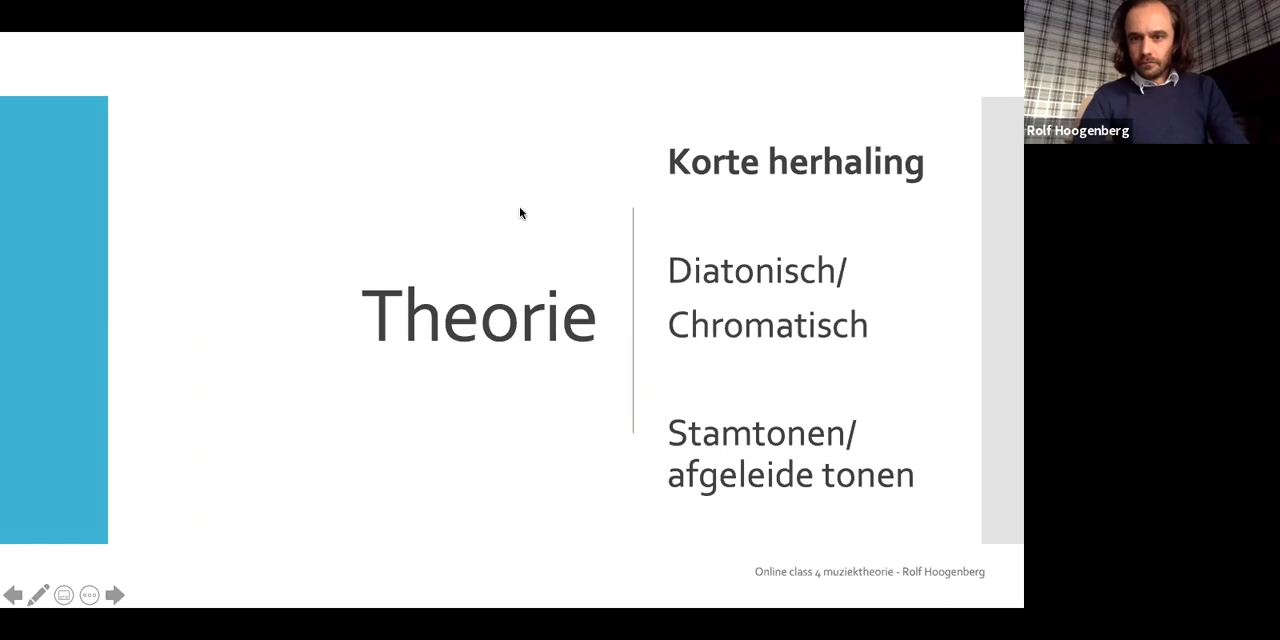 Korte herhaling
Theorie
Diatonisch/
Chromatisch
Stamtonen/
afgeleide tonen
Online class 4 muziektheorie - Rolf Hoogenberg
Rolf Hoogenberg